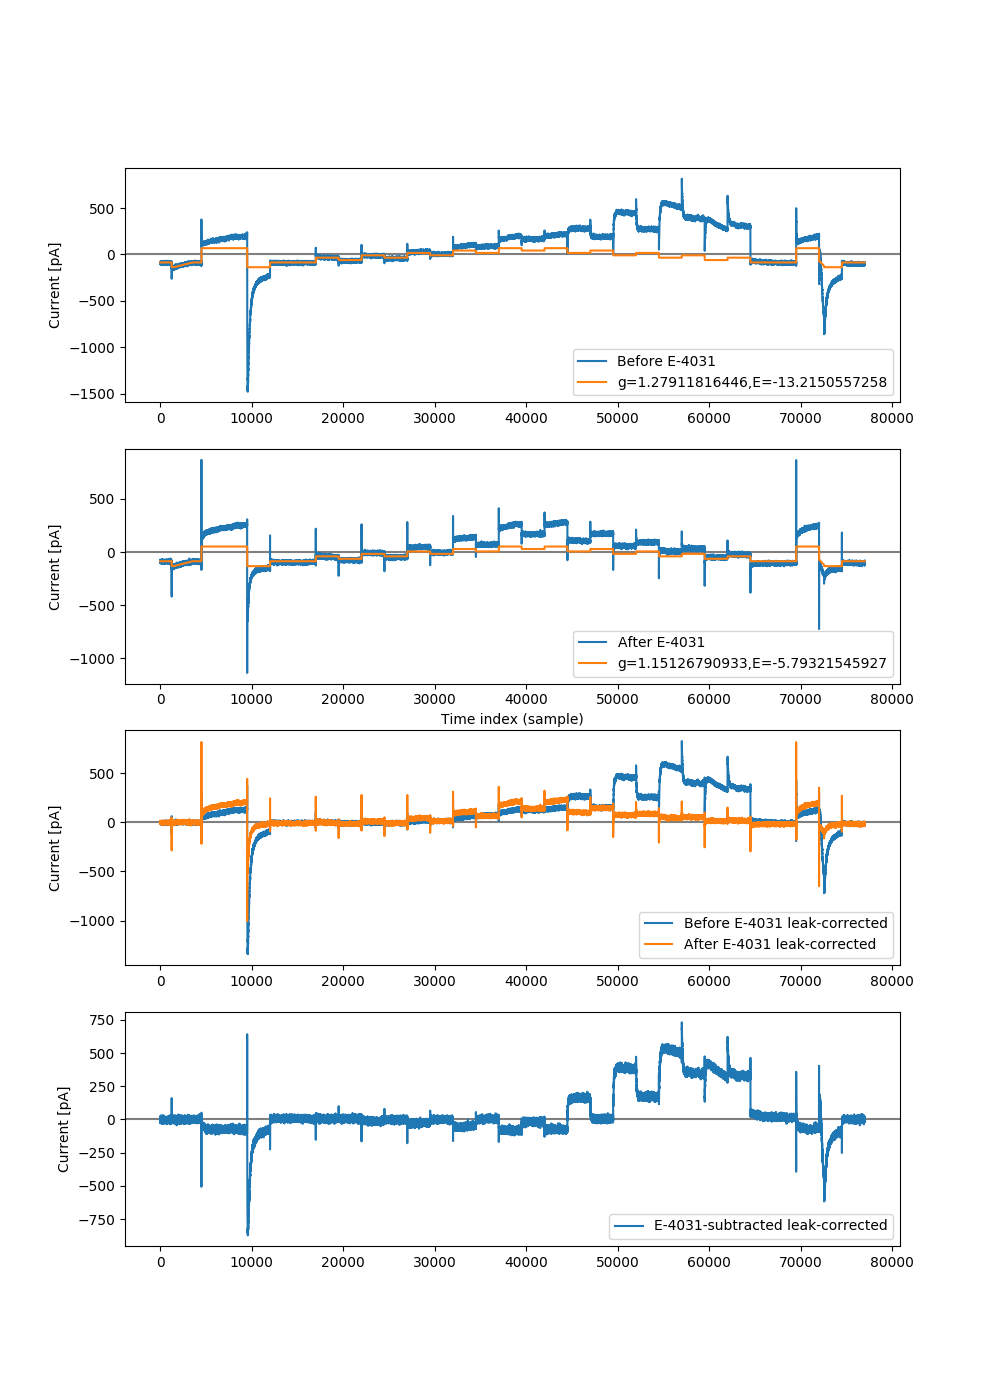 500
0
−500
−1000
−1500
Current [pA]
Before E-4031
g=1.27911816446,E=-13.2150557258
0 10000 20000 30000 40000 50000 60000 70000 80000
500
0
−500
−1000
Current [pA]
After E-4031
g=1.15126790933,E=-5.79321545927
0 10000 20000 30000 40000 50000 60000 70000 80000
Time index (sample)
500
0
−500
−1000
Current [pA]
Before E-4031 leak-corrected
After E-4031 leak-corrected
0 10000 20000 30000 40000 50000 60000 70000 80000
750
500
250
0
−250
−500
−750
Current [pA]
E-4031-subtracted leak-corrected
0 10000 20000 30000 40000 50000 60000 70000 80000